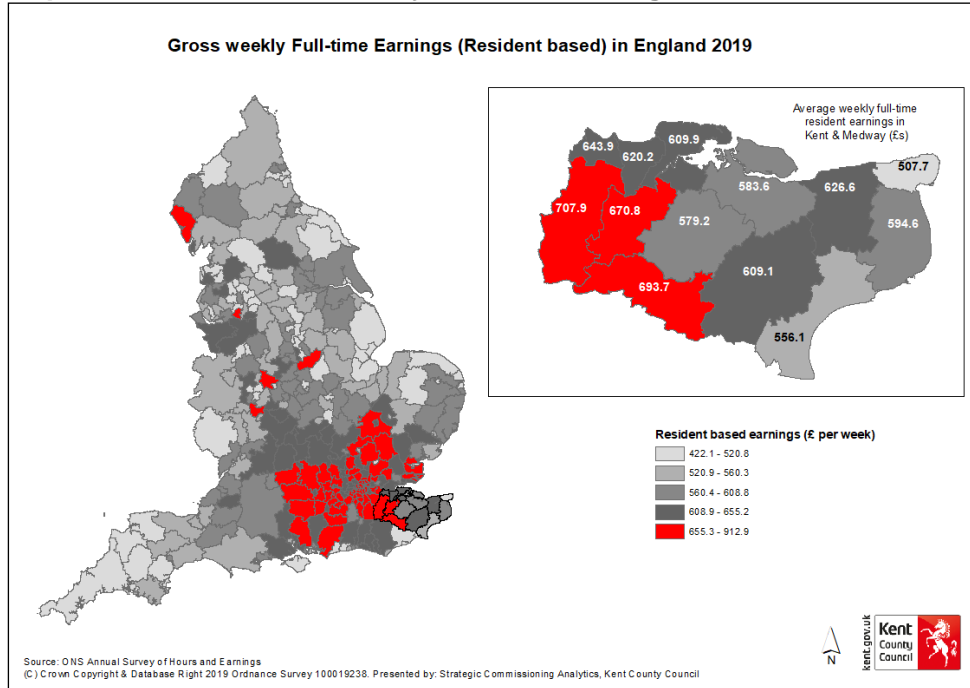 Gross weekly Full-time Earnings (Resident based) in England 2019
Average weekly full-time
resident earnings in
Kent & Medway (£s)
643.9
620.2
609.9
507.7
583.6
626.6
707.9
670.8
579.2
594.6
609.1
693.7
556.1
Resident based earnings (£ per week)
422.1 - 520.8
520.9 - 560.3
560.4 - 608.8
608.9 - 655.2
655.3 - 912.9
N
kent.gov.uk
Kent
County
Council
Source: ONS Annual Survey of Hours and Earnings
(C) Crown Copyright & Database Right 2019 Ordnance Survey 100019238. Presented by: Strategic Commissioning Analytics, Kent County Council